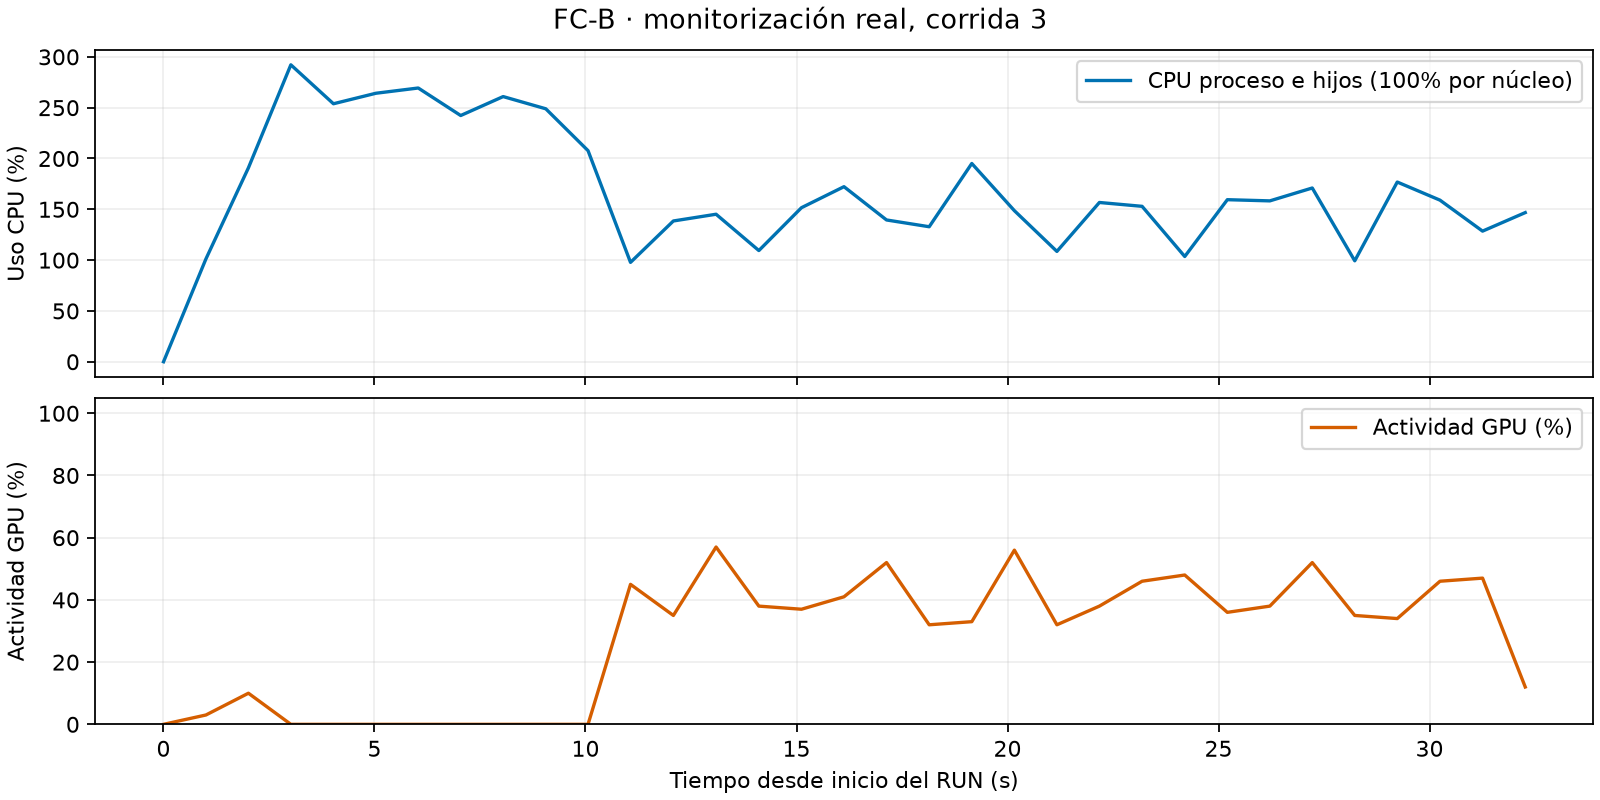 FC-B · monitorización real, corrida 3
300
250
200
150
100
50
0
Uso CPU (%)
CPU proceso e hijos (100% por núcleo)
100
80
60
40
20
0
Actividad GPU (%)
Actividad GPU (%)
0 5 10 15 20 25 30
Tiempo desde inicio del RUN (s)